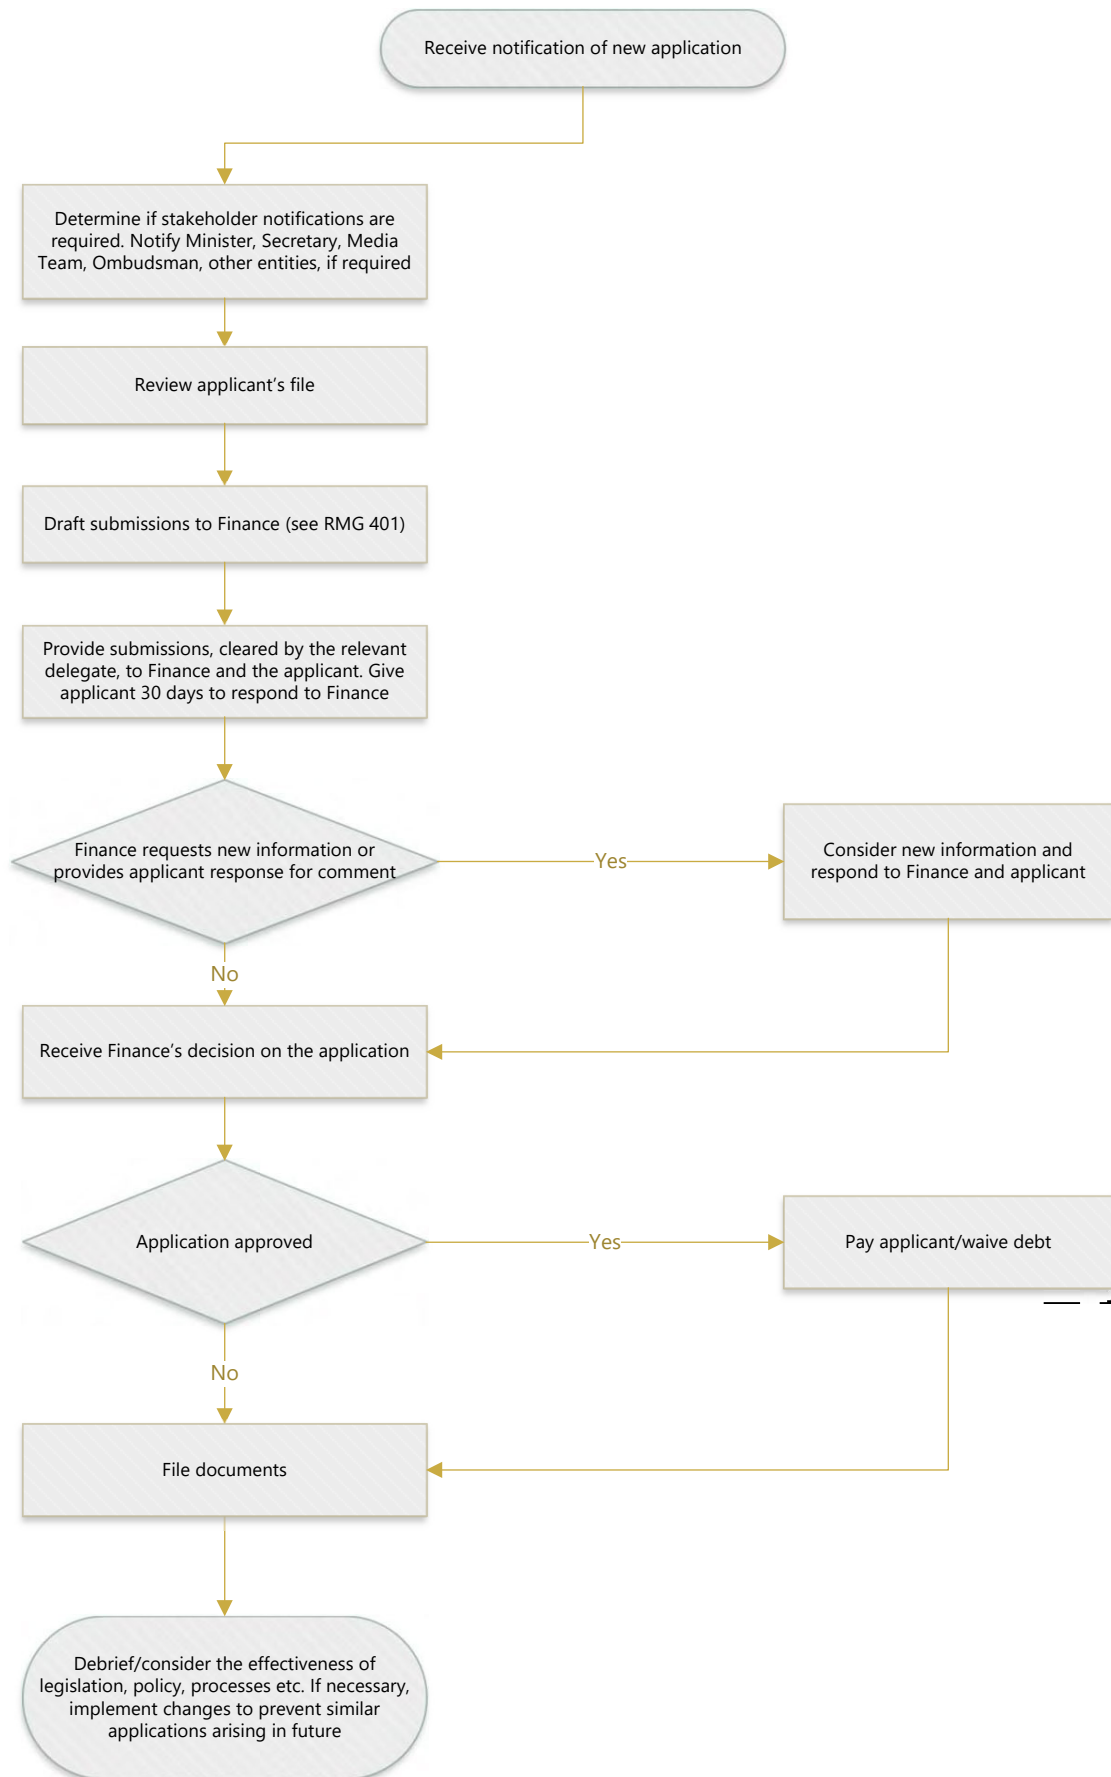 Receive notification of new application
Determine if stakeholder notifications are
required. Notify Minister, Secretary, Media
Team, Ombudsman, other entities, if required
Review applicant’s file
Draft submissions to Finance (see RMG 401)
Provide submissions, cleared by the relevant
delegate, to Finance and the applicant. Give
applicant 30 days to respond to Finance
Finance requests new information or
provides applicant response for comment
Yes
Consider new information and
respond to Finance and applicant
No
Receive Finance’s decision on the application
Application approved
Yes
Pay applicant/waive debt
No
File documents
Debrief/consider the effectiveness of
legislation, policy, processes etc. If necessary,
implement changes to prevent similar
applications arising in future